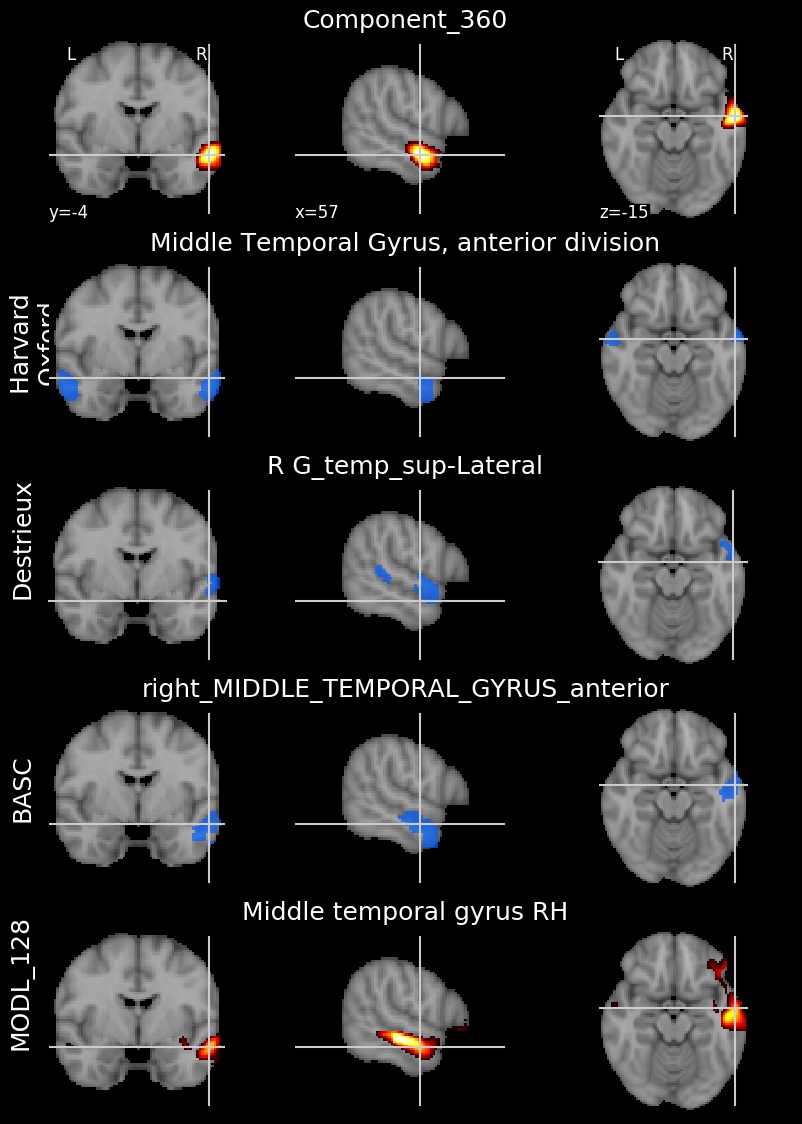 Component_360
L R L R
y=-4 x=57 z=-15
Middle Temporal Gyrus, anterior division
Harvard
Oxford
R G_temp_sup-Lateral
Destrieux
right_MIDDLE_TEMPORAL_GYRUS_anterior
BASC
Middle temporal gyrus RH
MODL_128